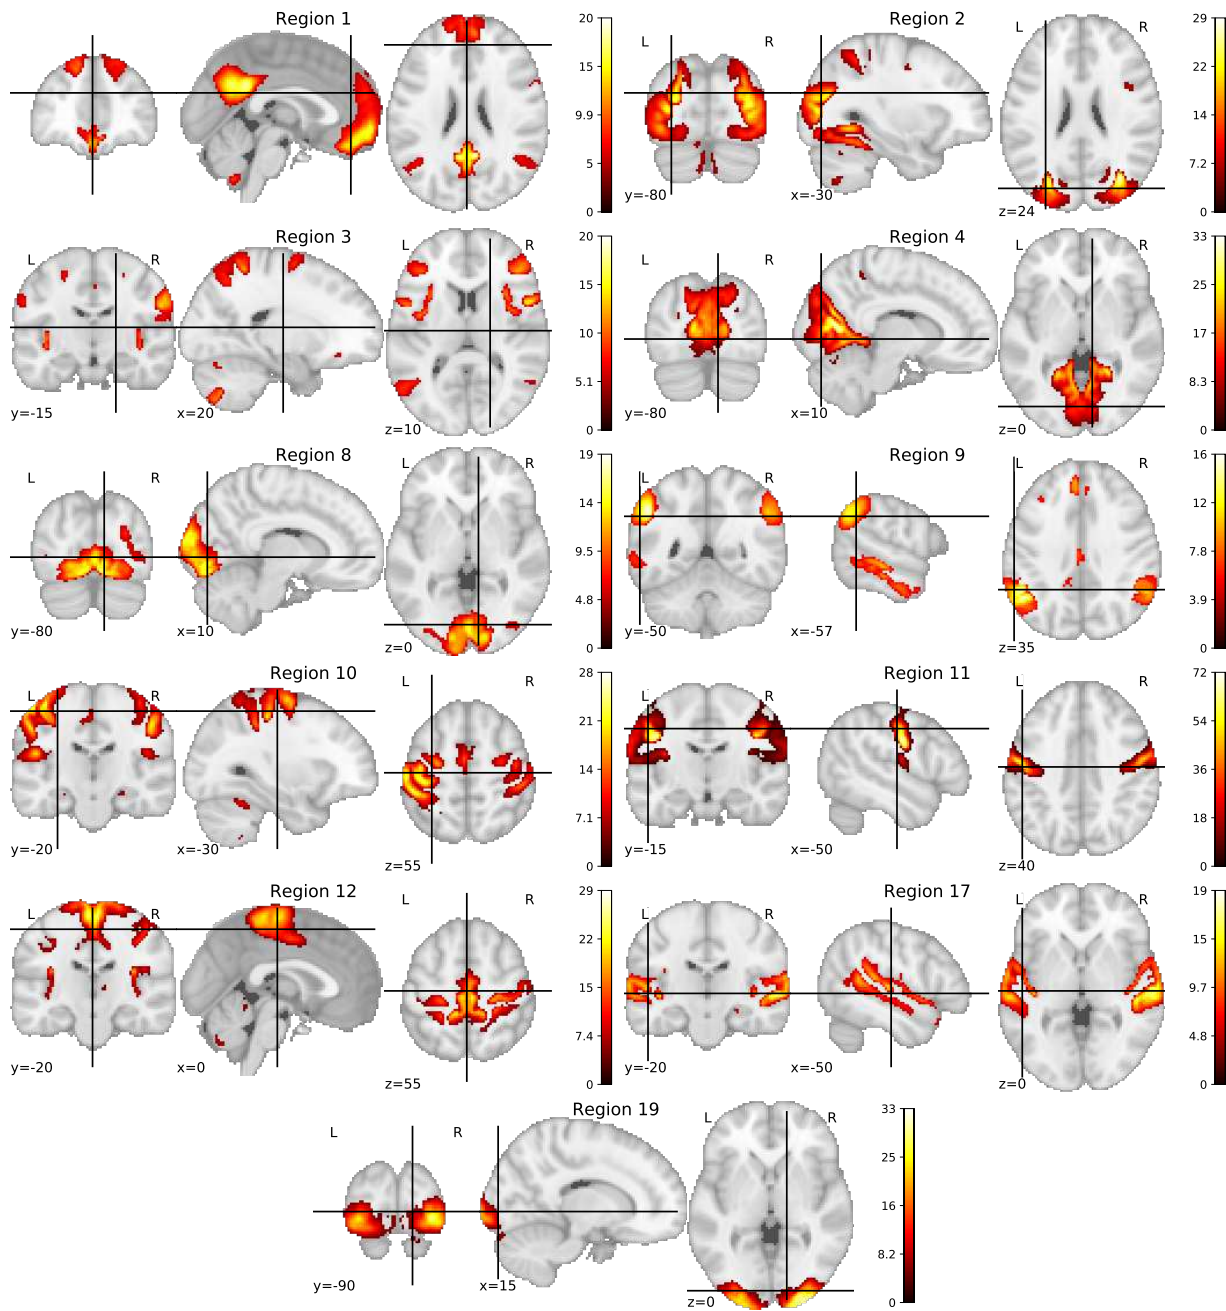 Region 1
20
15
9.9
5
0
Region 2
L R
y=-80 x=-30 z=24
29
22
14
7.2
0
Region 3
L R L R
y=-15 x=20 z=10
20
15
10
5.1
0
Region 4
L R L R
y=-80 x=10 z=0
33
25
17
8.3
0
Region 8
L R L R
y=-80 x=10 z=0
19
14
9.5
4.8
0
Region 9
L R L R
y=-50 x=-57 z=35
16
12
7.8
3.9
0
Region 10
L R L R
y=-20 x=-30 z=55
28
21
14
7.1
0
Region 11
L R L R
y=-15 x=-50 z=40
72
54
36
18
0
Region 12
L R L R
y=-20 x=0 z=55
29
22
15
7.4
0
Region 17
L R L R
y=-20 x=-50 z=0
19
14
9.7
4.8
0
Region 19
L R L R
y=-90 x=15 z=0
33
25
16
8.2
0